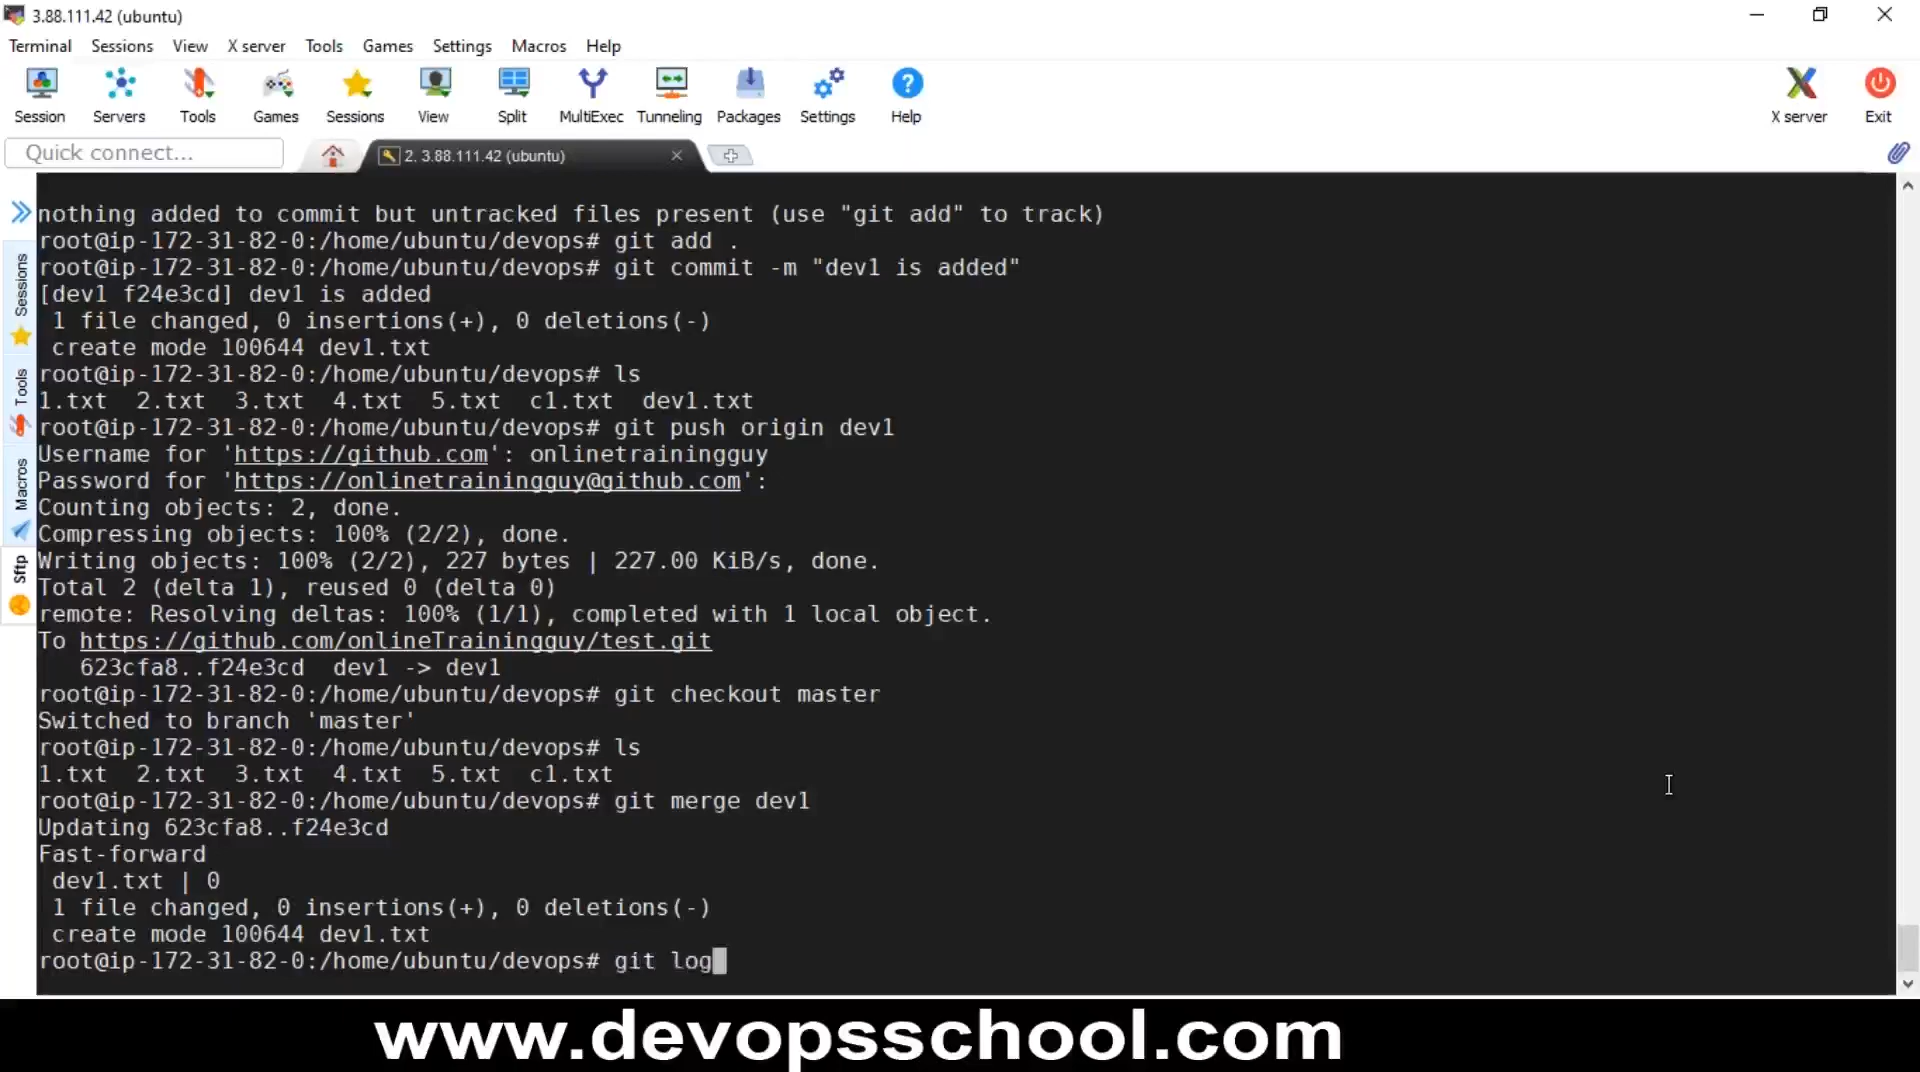 3.88.111.42 (ubuntu)
Terminal Sessions View X server Tools Games Settings Macros Help
Session Servers Tools Games Sessions View Split MultiExec Tunneling Packages Settings Help X server Exit
Quick connect...
2. 3.88.111.42 (ubuntu)
Sessions
Tools
Macros
Sftp
nothing added to commit but untracked files present (use "git add" to track)
root@ip-172-31-82-0:/home/ubuntu/devops# git add .
root@ip-172-31-82-0:/home/ubuntu/devops# git commit -m "dev1 is added"
[dev1 f24e3cd] dev1 is added
1 file changed, 0 insertions(+), 0 deletions(-)
create mode 100644 dev1.txt
root@ip-172-31-82-0:/home/ubuntu/devops# ls
1.txt 2.txt 3.txt 4.txt 5.txt c1.txt dev1.txt
root@ip-172-31-82-0:/home/ubuntu/devops# git push origin dev1
Username for 'https://github.com': onlinetrainingguy
Password for 'https://onlinetrainingguy@github.com':
Counting objects: 2, done.
Compressing objects: 100% (2/2), done.
Writing objects: 100% (2/2), 227 bytes | 227.00 KiB/s, done.
Total 2 (delta 1), reused 0 (delta 0)
remote: Resolving deltas: 100% (1/1), completed with 1 local object.
To https://github.com/onlineTrainingguy/test.git
623cfa8..f24e3cd dev1 -> dev1
root@ip-172-31-82-0:/home/ubuntu/devops# git checkout master
Switched to branch 'master'
root@ip-172-31-82-0:/home/ubuntu/devops# ls
1.txt 2.txt 3.txt 4.txt 5.txt c1.txt
root@ip-172-31-82-0:/home/ubuntu/devops# git merge dev1
Updating 623cfa8..f24e3cd
Fast-forward
dev1.txt | 0
1 file changed, 0 insertions(+), 0 deletions(-)
create mode 100644 dev1.txt
root@ip-172-31-82-0:/home/ubuntu/devops# git log
www.devopsschool.com